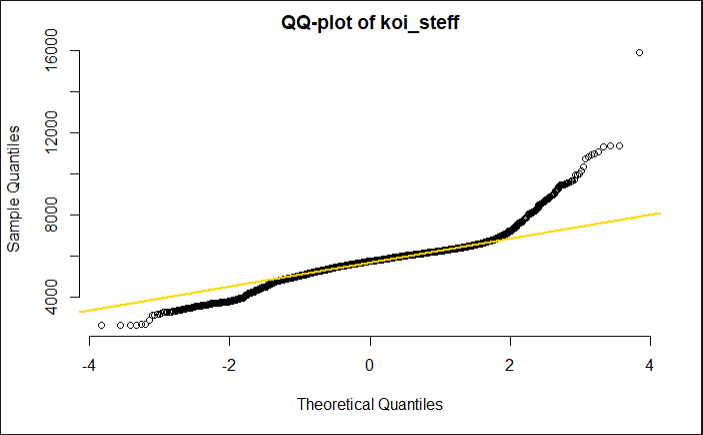 QQ-plot of koi_steff
Sample Quantiles
16000
12000
8000
4000
-4 -2 0 2 4
Theoretical Quantiles